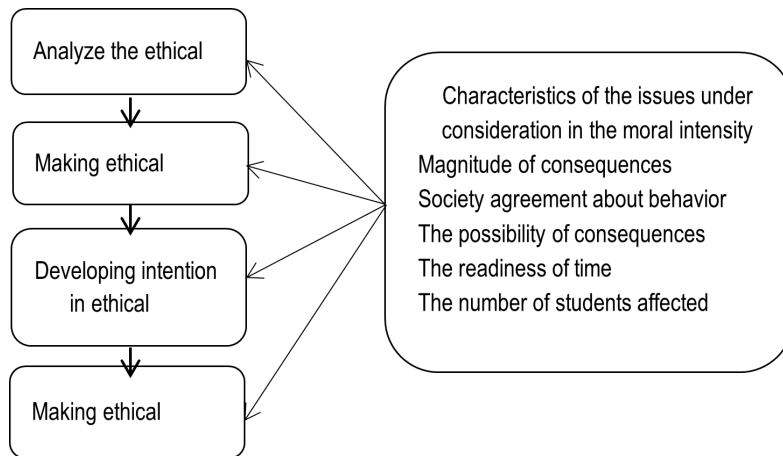 Analyze the ethical
Making ethical
Developing intention
in ethical
Making ethical
Characteristics of the issues under
consideration in the moral intensity
Magnitude of consequences
Society agreement about behavior
The possibility of consequences
The readiness of time
The number of students affected